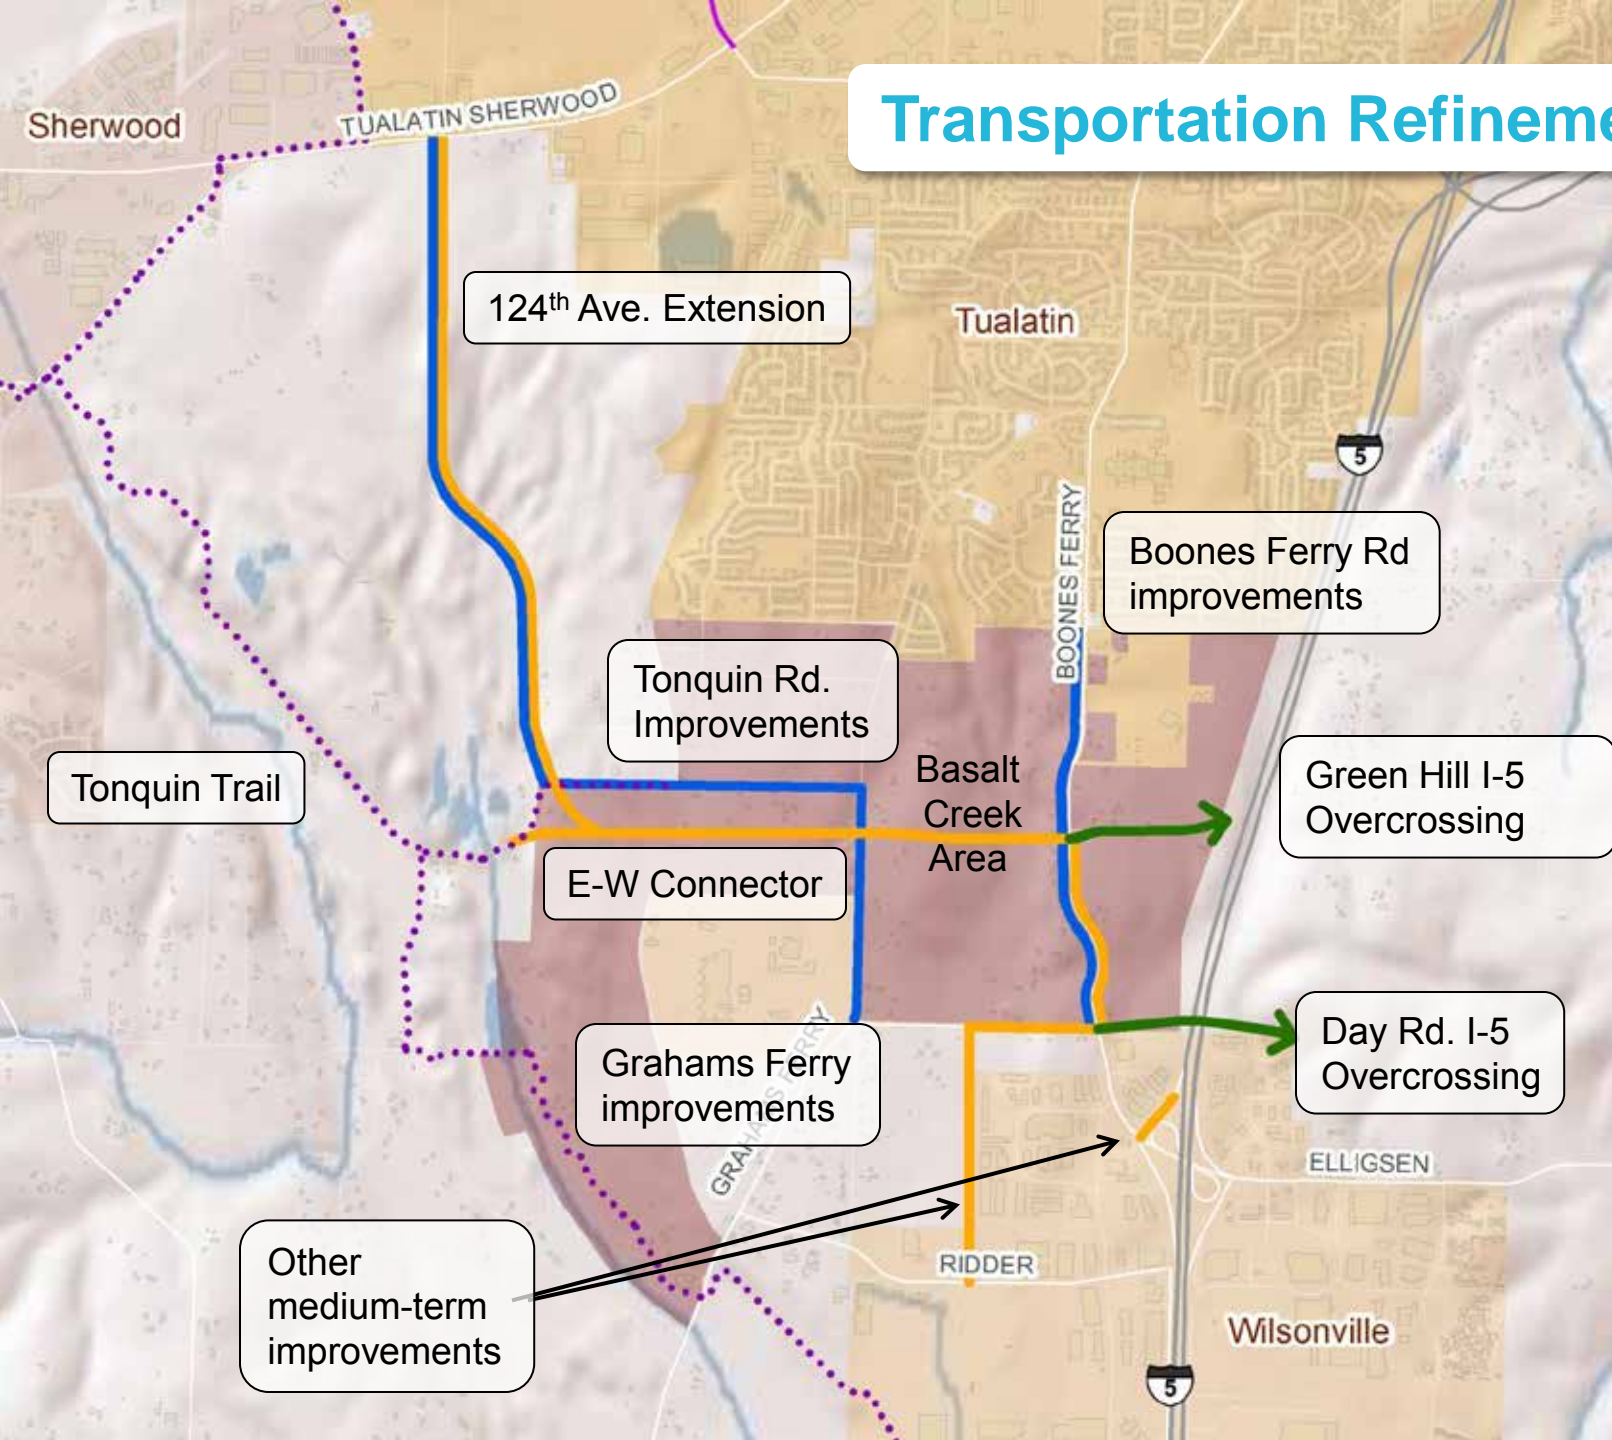 Transportation Refineme
Sherwood
TUALATIN SHERWOOD
124th Ave. Extension
Tualatin
5
BOONES FERRY
Boones Ferry Rd
improvements
Tonquin Rd.
Improvements
Tonquin Trail
Basalt
Creek
Area
Green Hill I-5
Overcrossing
E-W Connector
Grahams Ferry
improvements
GRAHAMS FERRY
Day Rd. I-5
Overcrossing
ELLIGSEN
Other
medium-term
improvements
RIDDER
Wilsonville
5